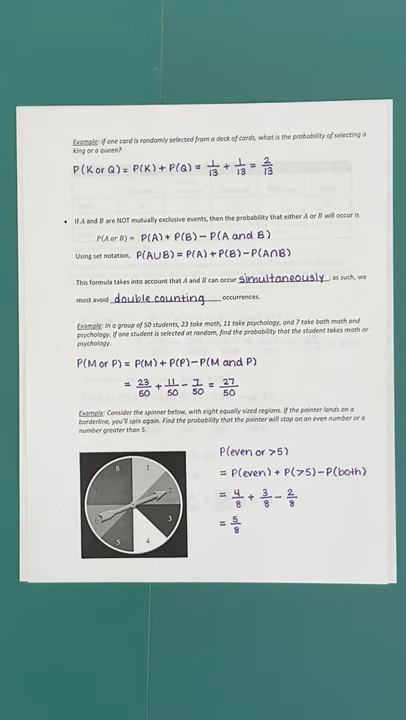 Example: If one card is randomly selected from a deck of cards, what is the probability of selecting a
king or a queen?
P(K or Q) = P(K) + P(Q) = 1/13 + 1/13 = 2/13
• If A and B are NOT mutually exclusive events, then the probability that either A or B will occur is
P(A or B) = P(A) + P(B) − P(A and B)
Using set notation, P(A∪B) = P(A) + P(B) − P(A∩B)
This formula takes into account that A and B can occur simultaneously; as such, we
must avoid double counting occurrences.
Example: In a group of 50 students, 23 take math, 11 take psychology, and 7 take both math and
psychology. If one student is selected at random, find the probability that the student takes math or
psychology.
P(M or P) = P(M) + P(P) − P(M and P)
= 23/50 + 11/50 − 7/50 = 27/50
Example: Consider the spinner below, with eight equally sized regions. If the pointer lands on a
borderline, you'll spin again. Find the probability that the pointer will stop on an even number or a
number greater than 5.
P(even or >5)
= P(even) + P(>5) − P(both)
= 4/8 + 3/8 − 2/8
= 5/8
8 1
2
6 3
5 4